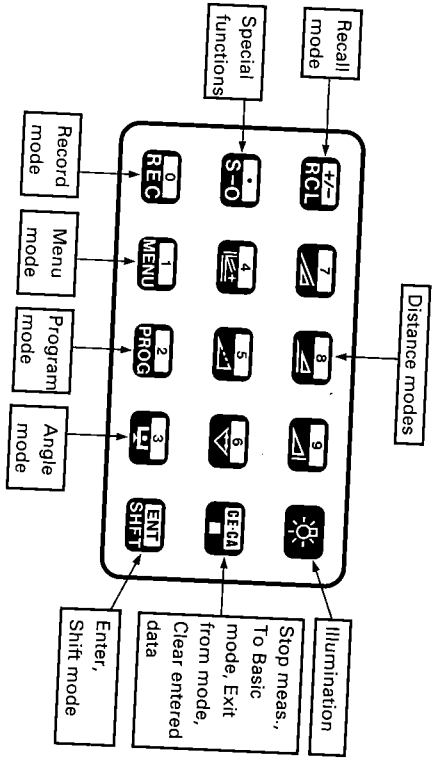 Distance modes
Recall
mode
+/-
RCL
7
8
9
Illumination
Special
functions
•
S-O
4
5
6
CE·CA
Stop meas.,
To Basic
mode, Exit
from mode,
Clear entered
data
0
REC
1
MENU
2
PROG
3
ENT
SHFT
Enter,
Shift mode
Record
mode
Menu
mode
Program
mode
Angle
mode